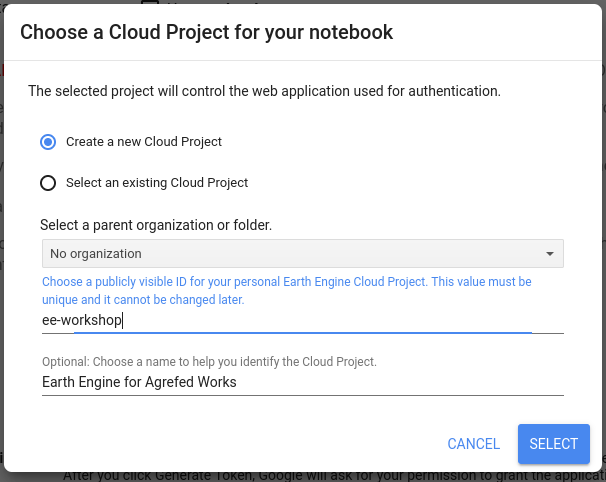 Choose a Cloud Project for your notebook
The selected project will control the web application used for authentication.
Create a new Cloud Project
Select an existing Cloud Project
Select a parent organization or folder.
No organization
Choose a publicly visible ID for your personal Earth Engine Cloud Project. This value must be
unique and it cannot be changed later.
ee-workshop
Optional: Choose a name to help you identify the Cloud Project.
Earth Engine for Agrefed Works
CANCEL
SELECT
After you click Generate Token, Google will ask for your permission to grant the application